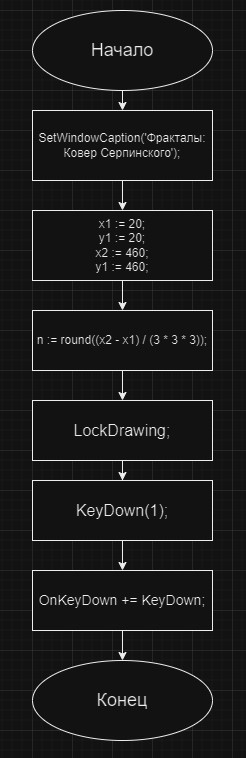 Начало
SetWindowCaption('Фракталы:
Ковер Серпинского');
x1 := 20;
y1 := 20;
x2 := 460;
y1 := 460;
n := round((x2 - x1) / (3 * 3 * 3));
LockDrawing;
KeyDown(1);
OnKeyDown += KeyDown;
Конец